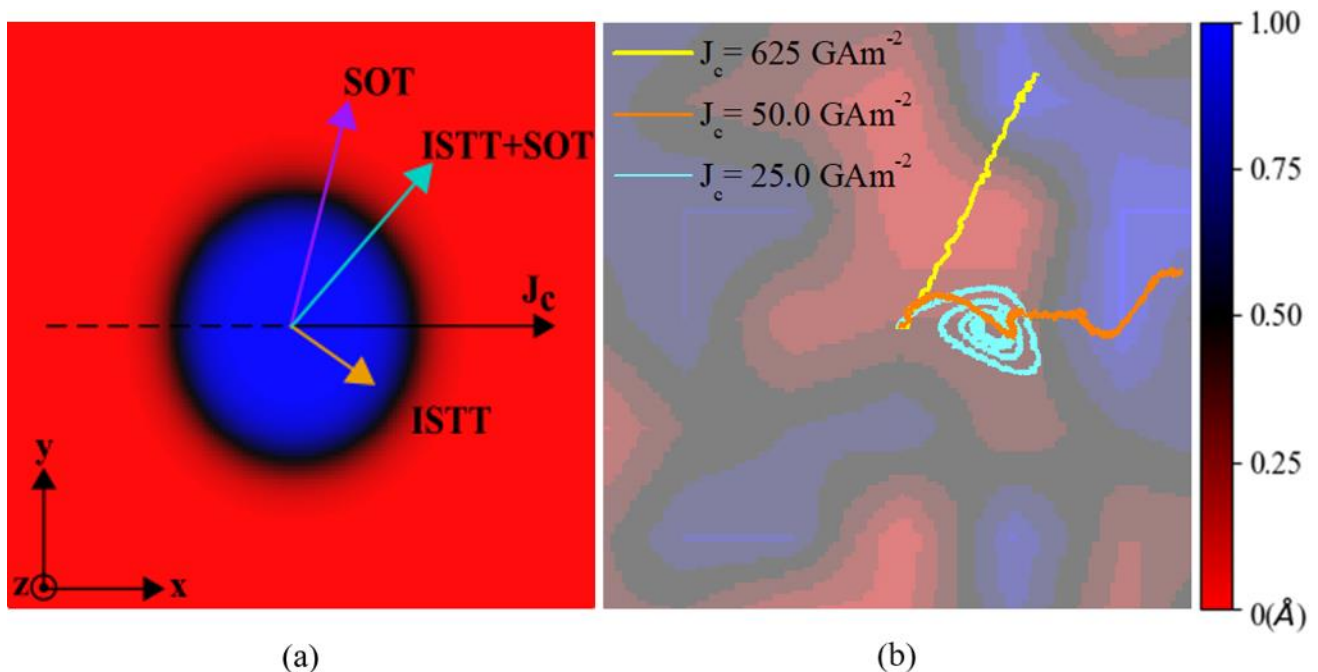 SOT
ISTT+SOT
J_c
ISTT
y
z
x
(a)
J_c = 625 GAm^-2
J_c = 50.0 GAm^-2
J_c = 25.0 GAm^-2
1.00
0.75
0.50
0.25
0(Å)
(b)